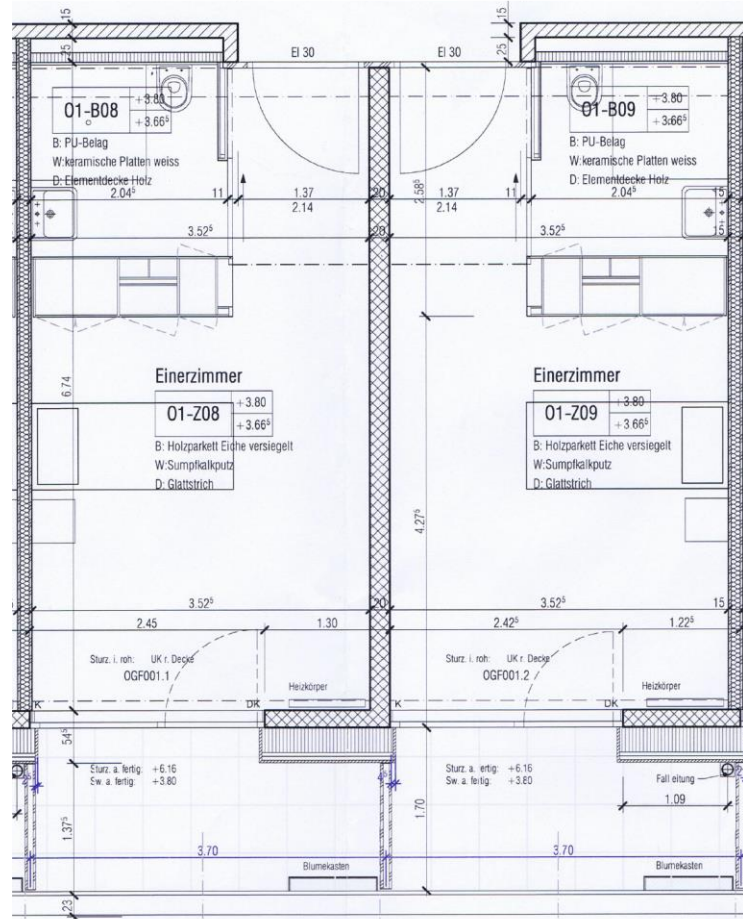 15
15
25
25
EI 30
EI 30
01-B08
+3.80
+3.66⁵
B: PU-Belag
W:keramische Platten weiss
D: Elementdecke Holz
01-B09
+3.80
+3.66⁵
B: PU-Belag
W:keramische Platten weiss
D: Elementdecke Holz
2.04⁵
11
1.37
20
1.37
11
2.04⁵
15
2.14
2.14
2.58⁵
3.52⁵
20
3.52⁵
15
6.74
Einerzimmer
01-Z08
+3.80
+3.66⁵
B: Holzparkett Eiche versiegelt
W:Sumpfkalkputz
D: Glattstrich
Einerzimmer
01-Z09
+3.80
+3.66⁵
B: Holzparkett Eiche versiegelt
W:Sumpfkalkputz
D: Glattstrich
4.27⁵
3.52⁵
20
3.52⁵
15
2.45
1.30
2.42⁵
1.22⁵
Sturz. i. roh: UK r. Decke
OGF001.1
Heizkörper
Sturz. i. roh: UK r. Decke
OGF001.2
Heizkörper
K
DK
K
DK
54⁵
Sturz. a. fertig: +6.16
Sw. a. fertig: +3.80
Sturz. a. fertig: +6.16
Sw. a. fertig: +3.80
Fall eitung
1.09
1.70
1.37⁵
3.70
3.70
Blumekasten
Blumekasten
23